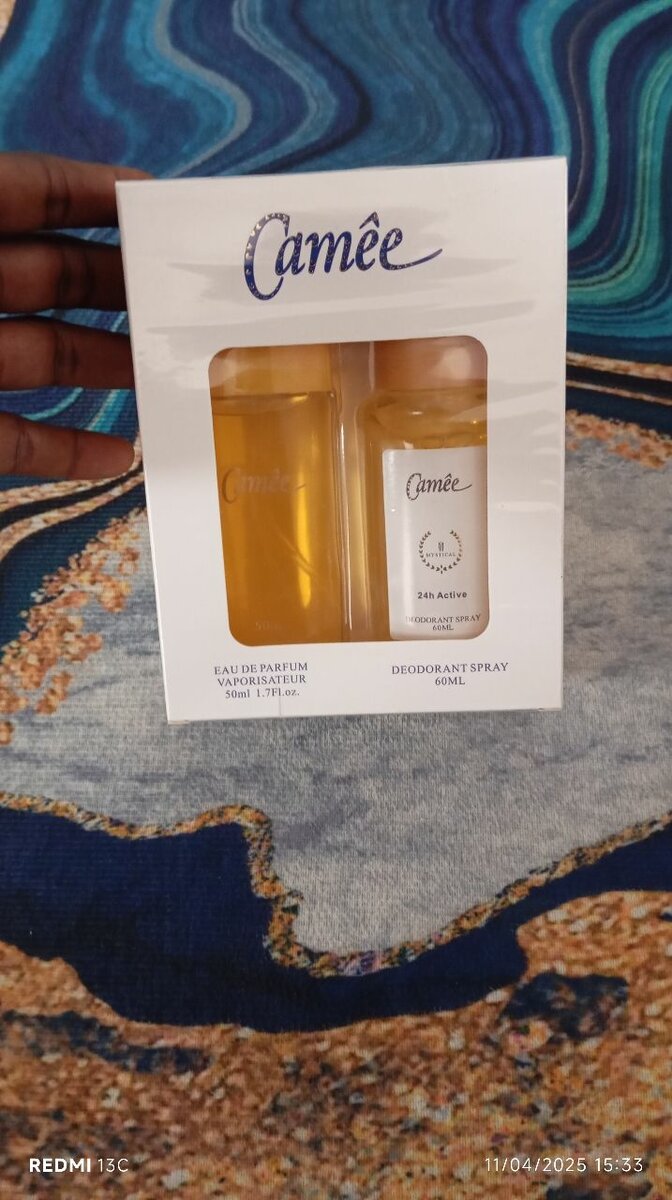 Camêe
Camêe
50ml
Camêe
MYSTICAL
24h Active
DEODORANT SPRAY
60ML
EAU DE PARFUM
VAPORISATEUR
50ml 1.7Fl.oz.
DEODORANT SPRAY
60ML
REDMI 13C
11/04/2025 15:33